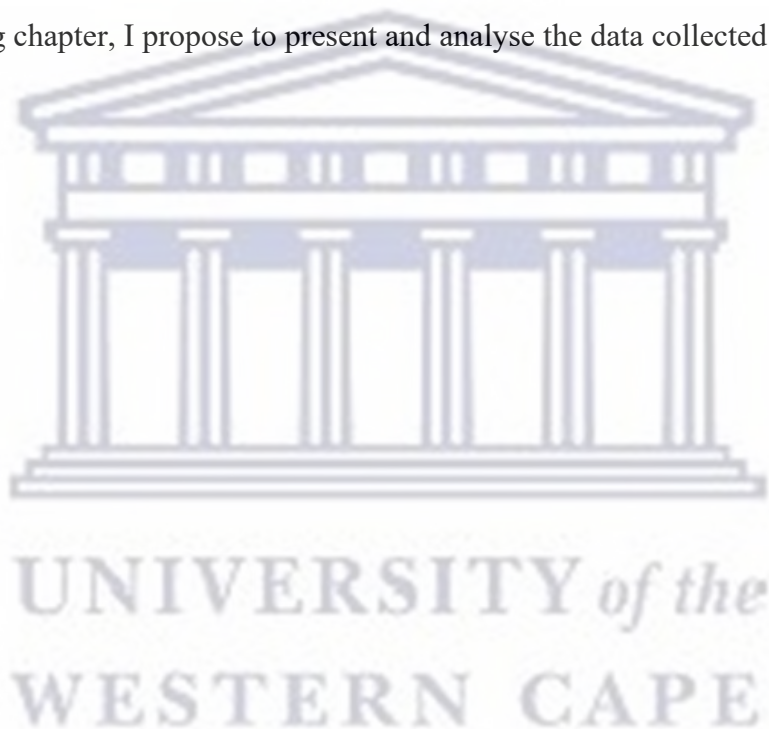 g chapter, I propose to present and analyse the data collected
UNIVERSITY of the
WESTERN CAPE